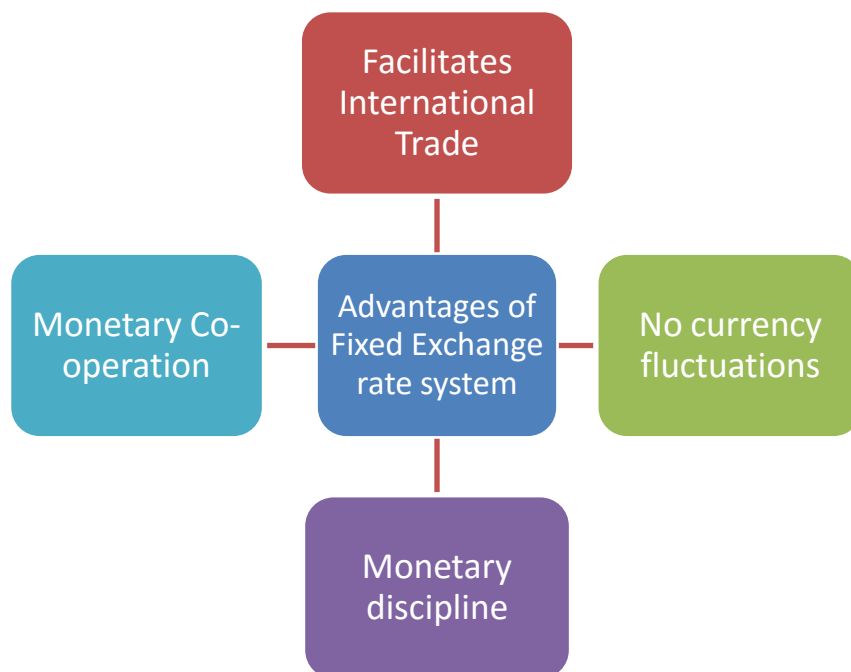 Facilitates
International
Trade
Monetary Co-
operation
Advantages of
Fixed Exchange
rate system
No currency
fluctuations
Monetary
discipline